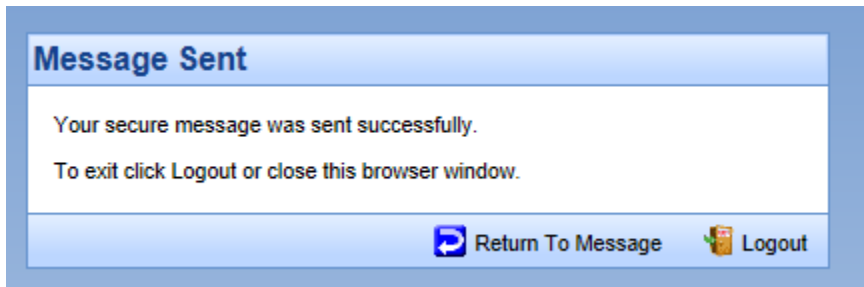 Message Sent
Your secure message was sent successfully.
To exit click Logout or close this browser window.
Return To Message Logout